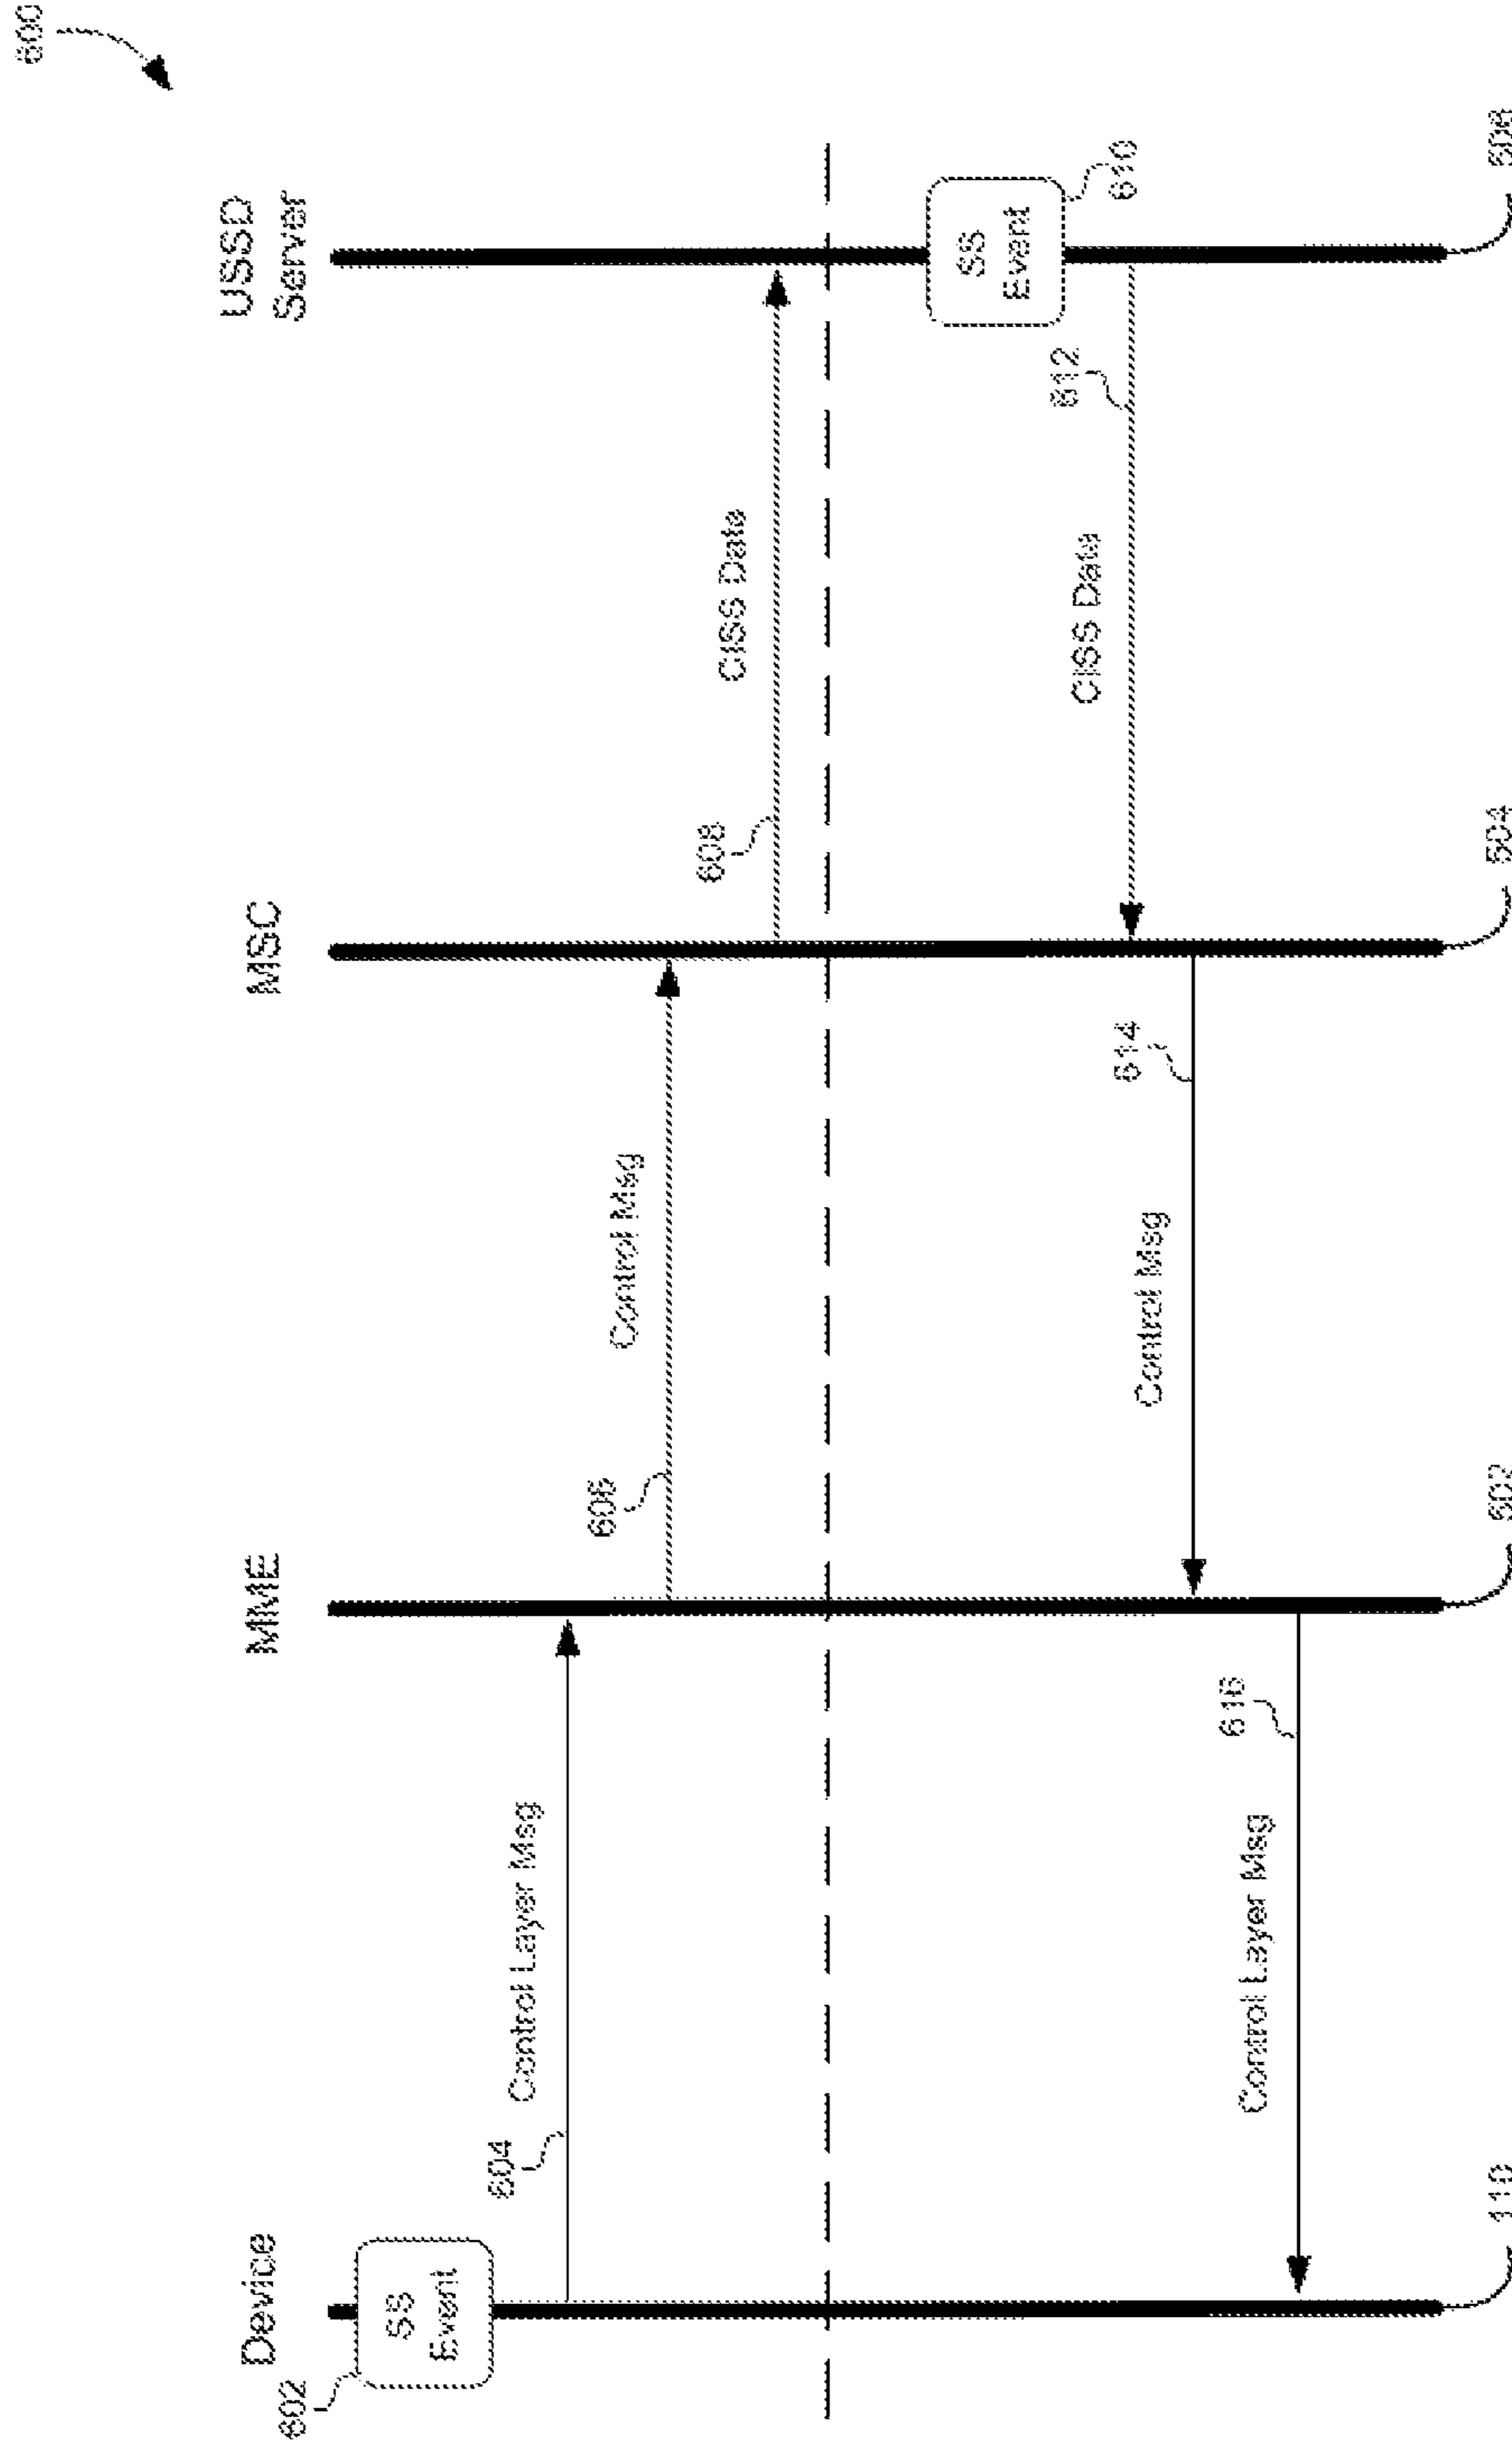 600
Device
MME
MSC
USSD
Server
602
SS
Event
604
Control Layer Msg
606
Control Msg
608
CISS Data
SS
Event
610
612
CISS Data
614
Control Msg
616
Control Layer Msg
110
502
504
506